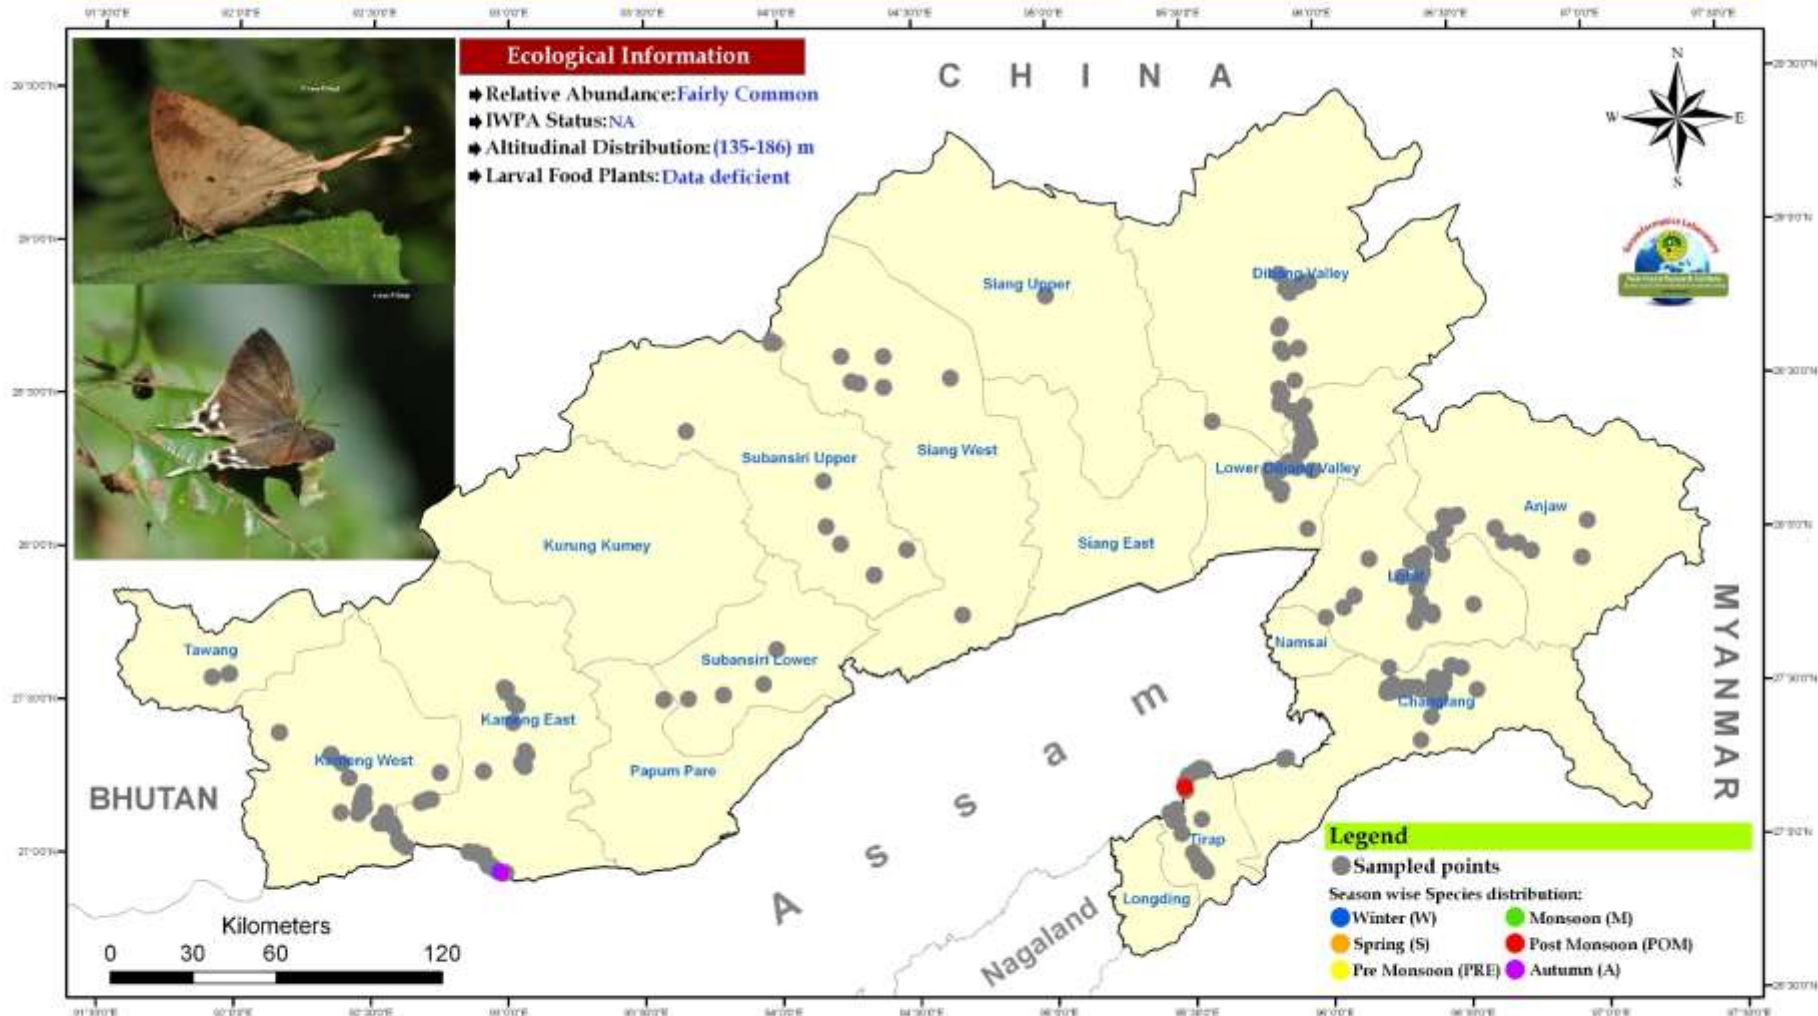 Ecological Information
Relative Abundance:Fairly Common
IWPA Status:NA
Altitudinal Distribution:(135-186) m
Larval Food Plants:Data deficient
C H I N A
N
W E
S
Siang Upper
Dibang Valley
Subansiri Upper
Siang West
Lower Dibang Valley
Anjaw
Kurung Kumey
Siang East
Lohit
Namsai
Tawang
Subansiri Lower
Changlang
Kameng East
Kameng West
Papum Pare
BHUTAN
MYANMAR
Assam
Tirap
Longding
Nagaland
Kilometers
0 30 60 120
Legend
Sampled points
Season wise Species distribution:
Winter (W) Monsoon (M)
Spring (S) Post Monsoon (POM)
Pre Monsoon (PRE) Autumn (A)